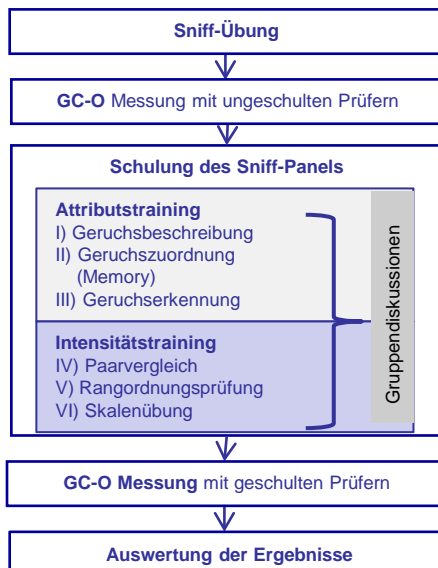 Sniff-Übung
GC-O Messung mit ungeschulten Prüfern
Schulung des Sniff-Panels
Attributstraining
I) Geruchsbeschreibung
II) Geruchszuordnung
(Memory)
III) Geruchserkennung
Intensitätstraining
IV) Paarvergleich
V) Rangordnungsprüfung
VI) Skalenübung
Gruppendiskussionen
GC-O Messung mit geschulten Prüfern
Auswertung der Ergebnisse